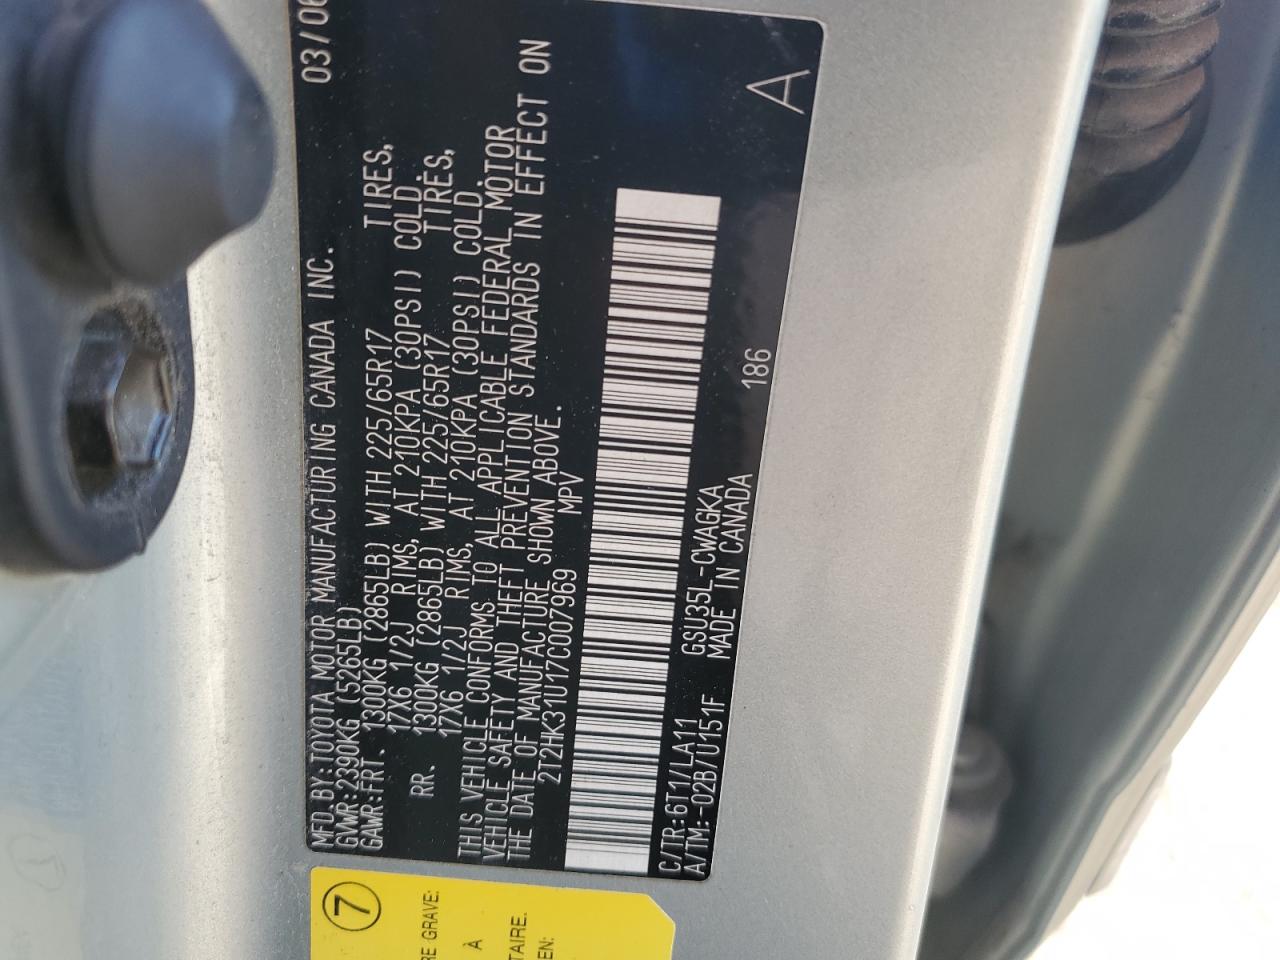 MFD.BY:TOYOTA MOTOR MANUFACTURING CANADA INC. 03/06
GVWR:2390KG (5265LB)
GAWR:FRT. 1300KG (2865LB) WITH 225/65R17 TIRES,
17X6 1/2J RIMS, AT 210KPA (30PSI) COLD.
RR. 1300KG (2865LB) WITH 225/65R17 TIRES,
17X6 1/2J RIMS, AT 210KPA (30PSI) COLD.
THIS VEHICLE CONFORMS TO ALL APPLICABLE FEDERAL MOTOR
VEHICLE SAFETY AND THEFT PREVENTION STANDARDS IN EFFECT ON
THE DATE OF MANUFACTURE SHOWN ABOVE.
2T2HK31U17C007969 MPV
C/TR:6T1/LA11 GSU35L-CWAGKA
A/TM:-02B/U151F MADE IN CANADA 186 A
7
RE GRAVE:
À
TAIRE.
EN: